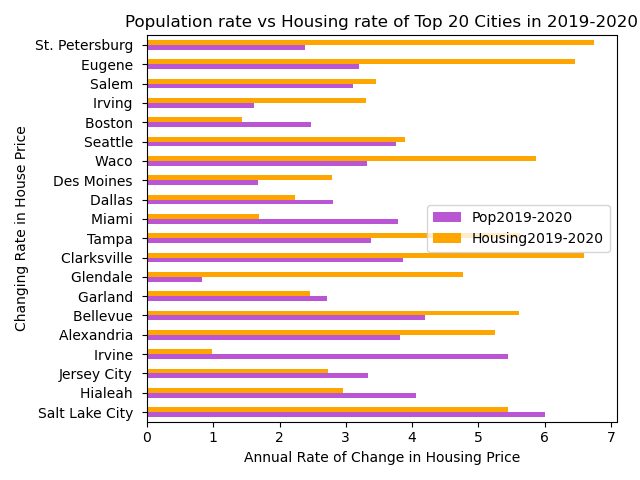 Population rate vs Housing rate of Top 20 Cities in 2019-2020
Changing Rate in House Price
St. Petersburg
Eugene
Salem
Irving
Boston
Seattle
Waco
Des Moines
Dallas
Miami
Tampa
Clarksville
Glendale
Garland
Bellevue
Alexandria
Irvine
Jersey City
Hialeah
Salt Lake City
Pop2019-2020
Housing2019-2020
0 1 2 3 4 5 6 7
Annual Rate of Change in Housing Price